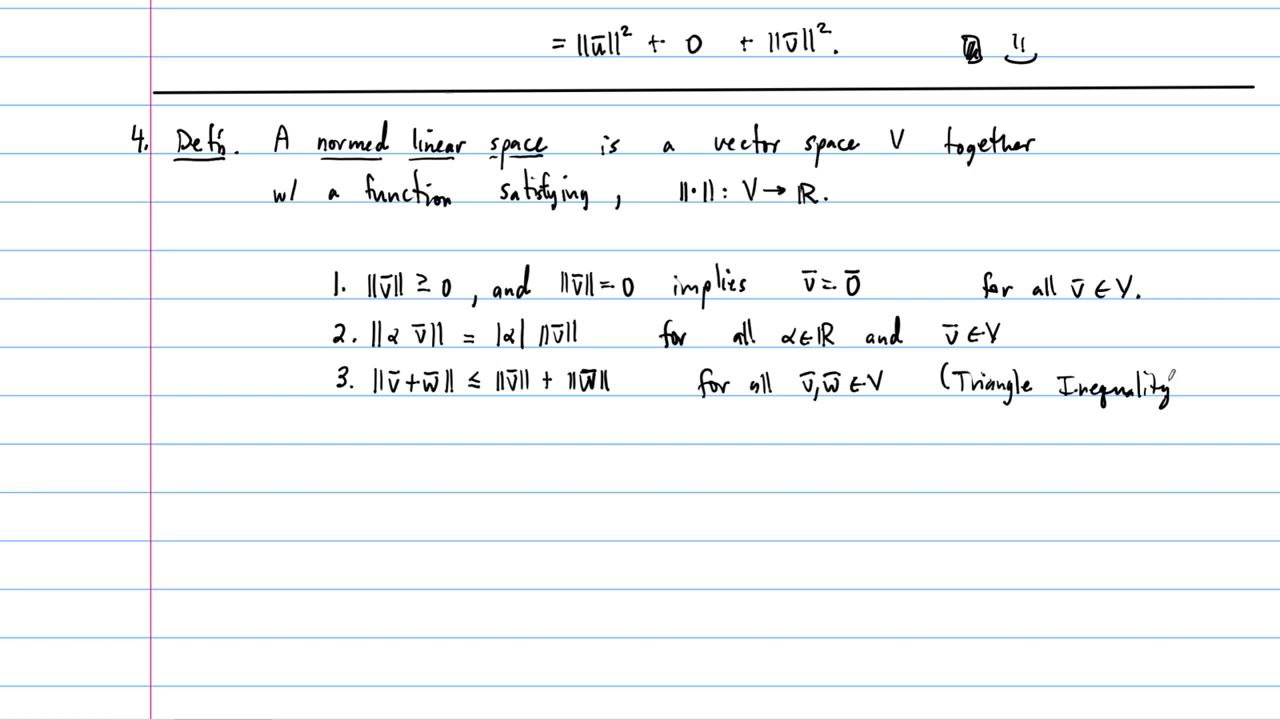 = ||ū||² + 0 + ||v̄||².
4. Def'n. A normed linear space is a vector space V together
w/ a function satisfying, ||·|| : V → ℝ.
1. ||v̄|| ≥ 0, and ||v̄|| = 0 implies v̄ = 0̄ for all v̄ ∈ V.
2. ||α v̄|| = |α| ||v̄|| for all α ∈ ℝ and v̄ ∈ V
3. ||v̄ + w̄|| ≤ ||v̄|| + ||w̄|| for all v̄, w̄ ∈ V (Triangle Inequality